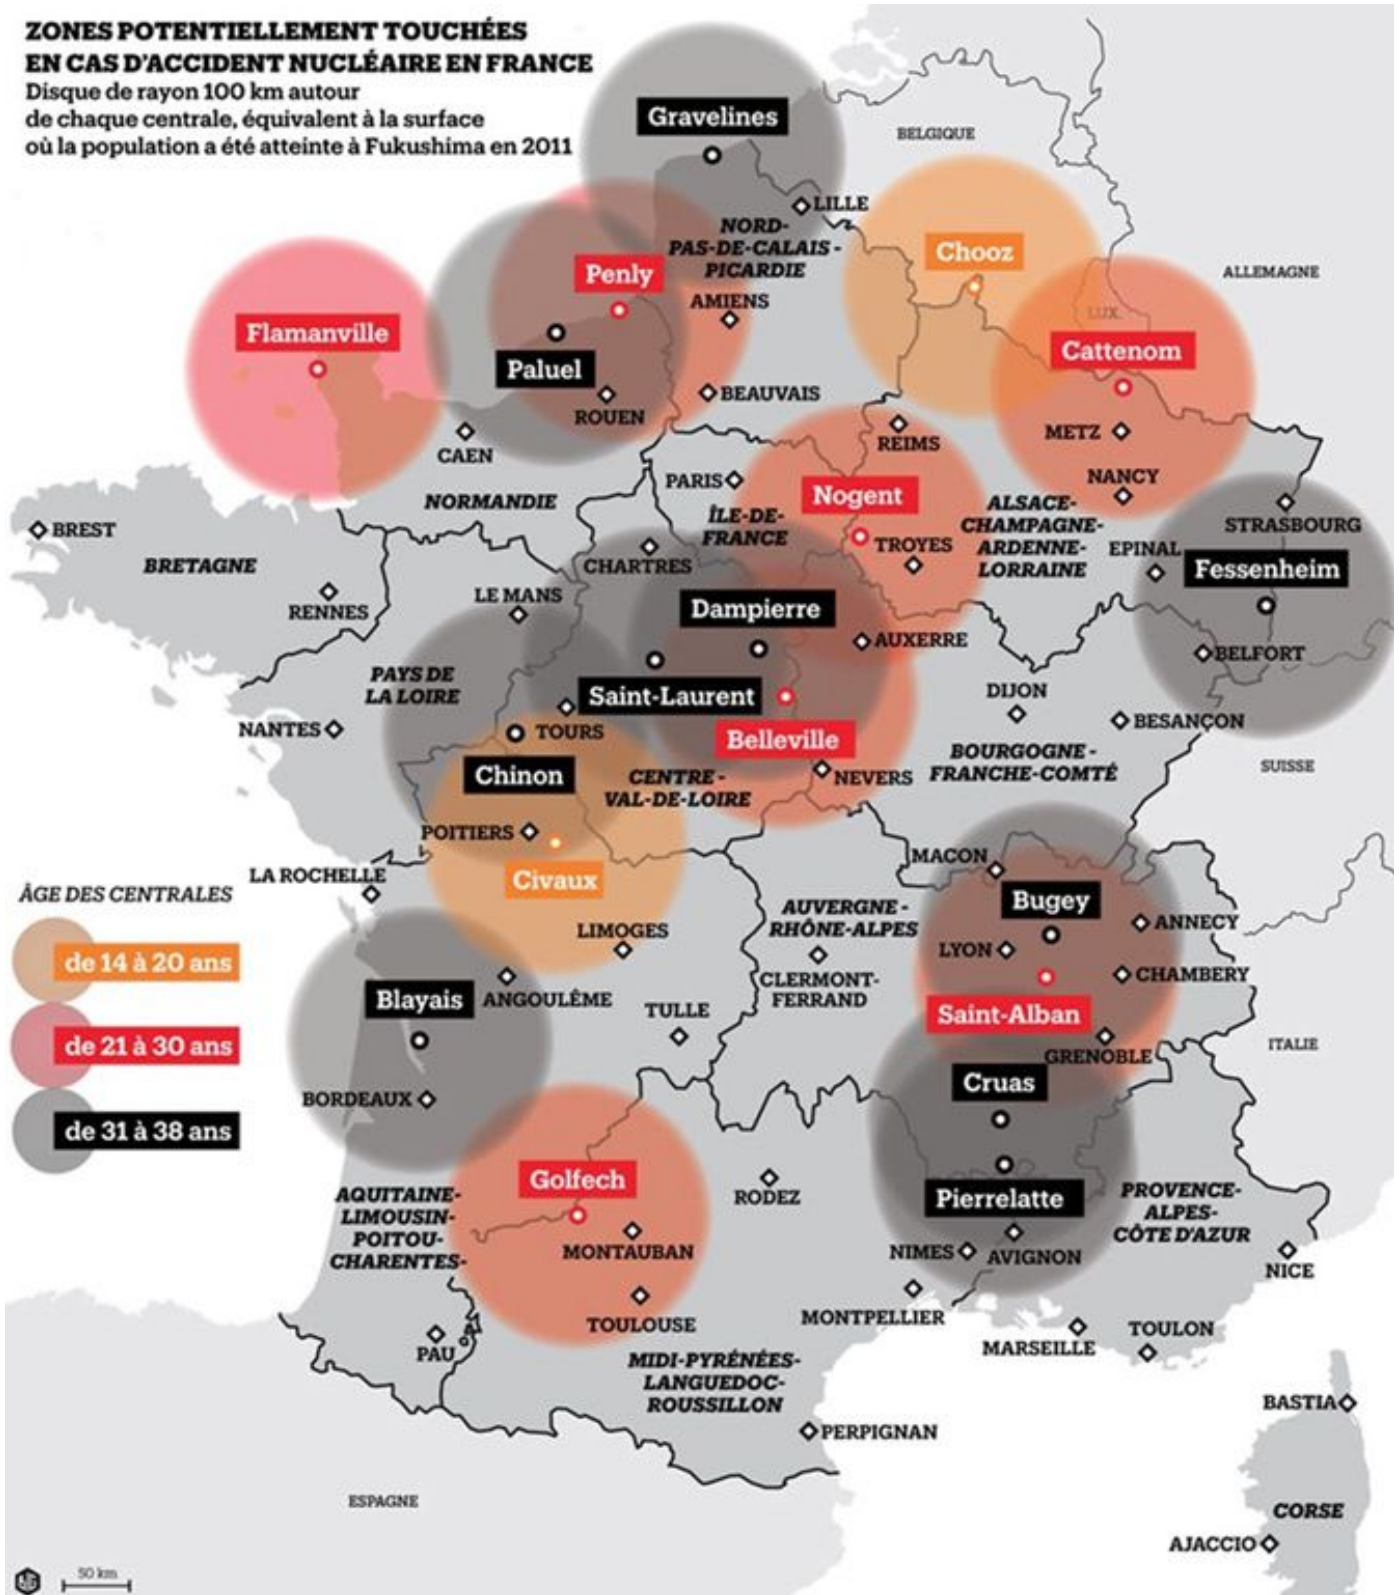 ZONES POTENTIELLEMENT TOUCHÉES
EN CAS D'ACCIDENT NUCLÉAIRE EN FRANCE
Disque de rayon 100 km autour
de chaque centrale, équivalent à la surface
où la population a été atteinte à Fukushima en 2011
Gravelines
BELGIQUE
LILLE
NORD-
PAS-DE-CALAIS -
PICARDIE
Chooz
Penly
ALLEMAGNE
AMIENS
LUX.
Flamanville
Cattenom
Paluel
BEAUVAIS
ROUEN
REIMS
METZ
CAEN
PARIS
NANCY
Nogent
NORMANDIE
ÎLE-DE-
FRANCE
ALSACE-
CHAMPAGNE-
ARDENNE-
LORRAINE
STRASBOURG
BREST
TROYES
EPINAL
BRETAGNE
CHARTRES
Fessenheim
LE MANS
RENNES
Dampierre
AUXERRE
BELFORT
PAYS DE
LA LOIRE
Saint-Laurent
DIJON
NANTES
TOURS
BESANÇON
Belleville
BOURGOGNE -
FRANCHE-COMTÉ
SUISSE
Chinon
CENTRE -
VAL-DE-LOIRE
NEVERS
POITIERS
MACON
LA ROCHELLE
Civaux
ÂGE DES CENTRALES
de 14 à 20 ans
de 21 à 30 ans
de 31 à 38 ans
Bugey
AUVERGNE -
RHÔNE-ALPES
ANNECY
LIMOGES
LYON
CLERMONT-
FERRAND
CHAMBERY
Blayais
ANGOULÊME
TULLE
Saint-Alban
GRENOBLE
ITALIE
Cruas
BORDEAUX
Golfech
RODEZ
Pierrelatte
AQUITAINE-
LIMOUSIN-
POITOU-
CHARENTES-
PROVENCE-
ALPES-
CÔTE D'AZUR
MONTAUBAN
NIMES
AVIGNON
NICE
TOULOUSE
MONTPELLIER
MARSEILLE
TOULON
PAU
MIDI-PYRÉNÉES-
LANGUEDOC-
ROUSSILLON
BASTIA
PERPIGNAN
ESPAGNE
CORSE
AJACCIO
50 km